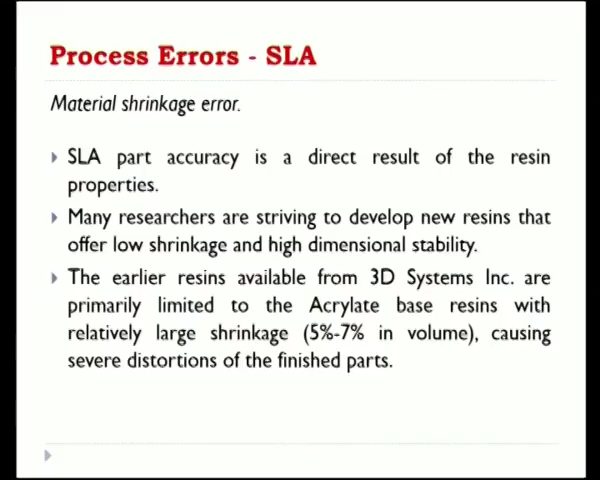 Process Errors - SLA
Material shrinkage error.
SLA part accuracy is a direct result of the resin
properties.
Many researchers are striving to develop new resins that
offer low shrinkage and high dimensional stability.
The earlier resins available from 3D Systems Inc. are
primarily limited to the Acrylate base resins with
relatively large shrinkage (5%-7% in volume), causing
severe distortions of the finished parts.